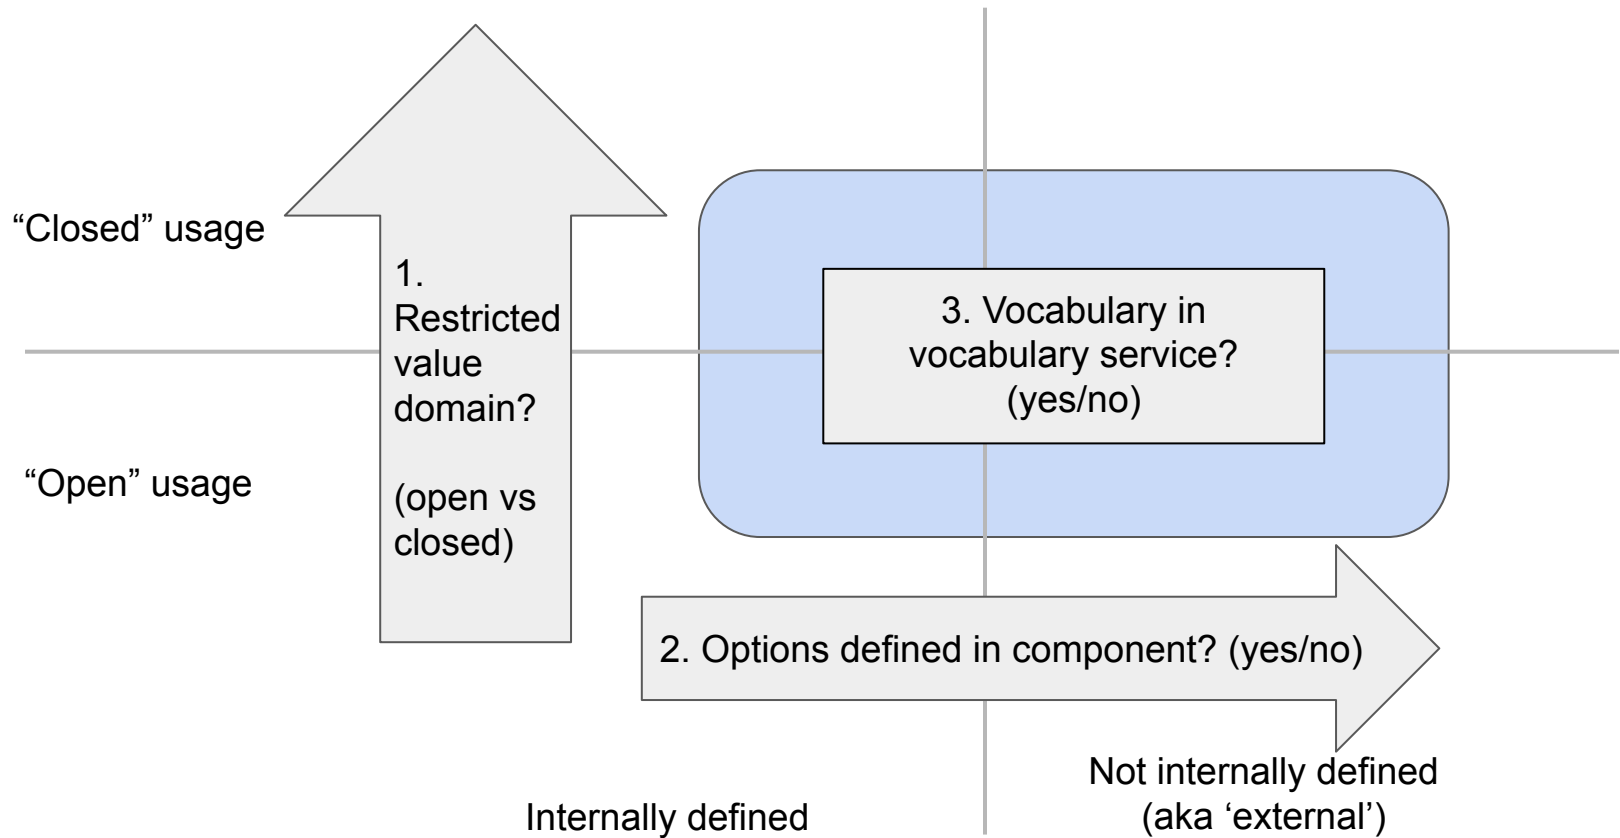 “Closed” usage
1.
Restricted
value
domain?
(open vs
closed)
“Open” usage
3. Vocabulary in
vocabulary service?
(yes/no)
2. Options defined in component? (yes/no)
Internally defined
Not internally defined
(aka ‘external’)